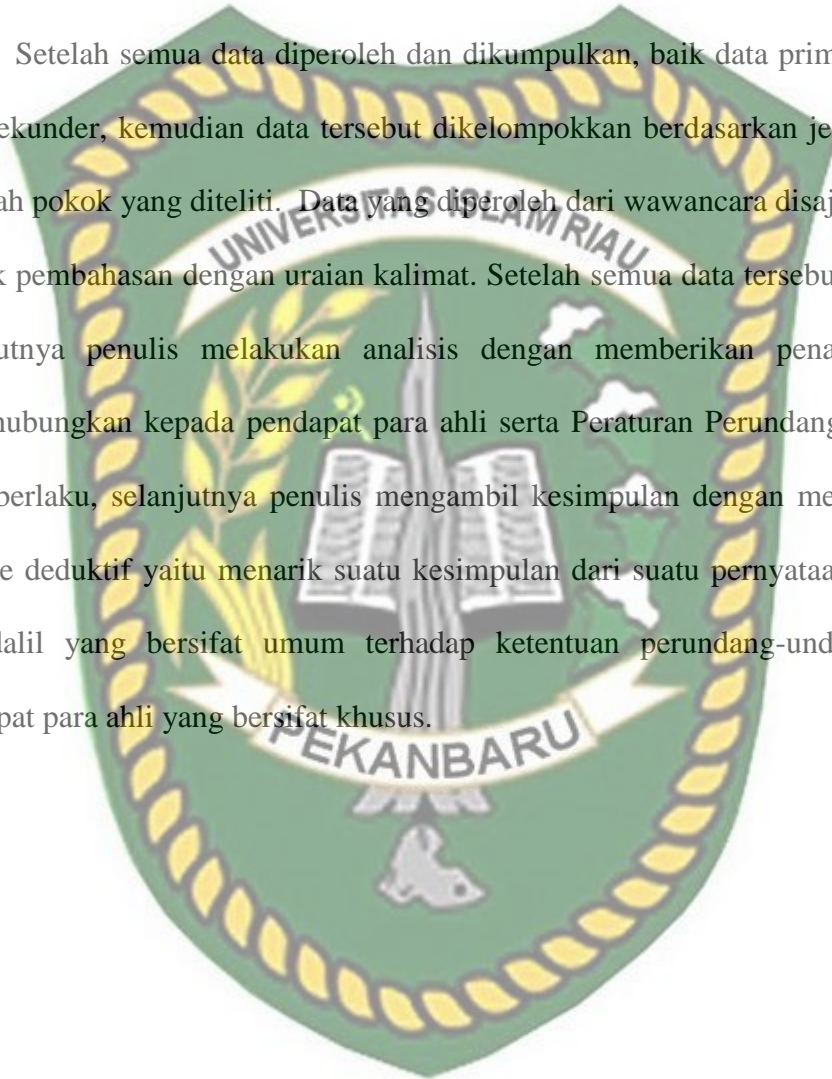 Setelah semua data diperoleh dan dikumpulkan, baik data prim
ekunder, kemudian data tersebut dikelompokkan berdasarkan je
ah pokok yang diteliti. Data yang diperoleh dari wawancara disaj
k pembahasan dengan uraian kalimat. Setelah semua data tersebu
utnya penulis melakukan analisis dengan memberikan pena
hubungkan kepada pendapat para ahli serta Peraturan Perundang
berlaku, selanjutnya penulis mengambil kesimpulan dengan me
e deduktif yaitu menarik suatu kesimpulan dari suatu pernyataa
dalil yang bersifat umum terhadap ketentuan perundang-und
pat para ahli yang bersifat khusus.
UNIVERSITAS ISLAM RIAU
PEKANBARU